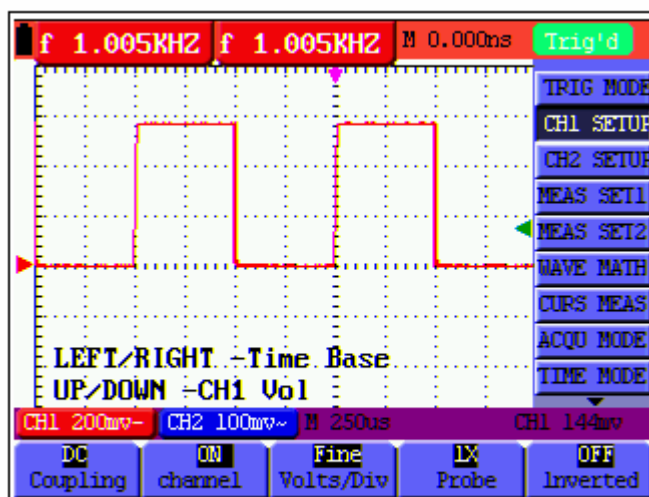 f 1.005KHZ f 1.005KHZ M 0.000ns Trig'd
TRIG MODE
CH1 SETUP
CH2 SETUP
MEAS SET1
MEAS SET2
WAVE MATH
CURS MEAS
ACQU MODE
TIME MODE
LEFT/RIGHT -Time Base
UP/DOWN -CH1 Vol
CH1 200mv- CH2 100mv~ M 250us CH1 144mv
DC ON Fine 1X OFF
Coupling channel Volts/Div Probe Inverted